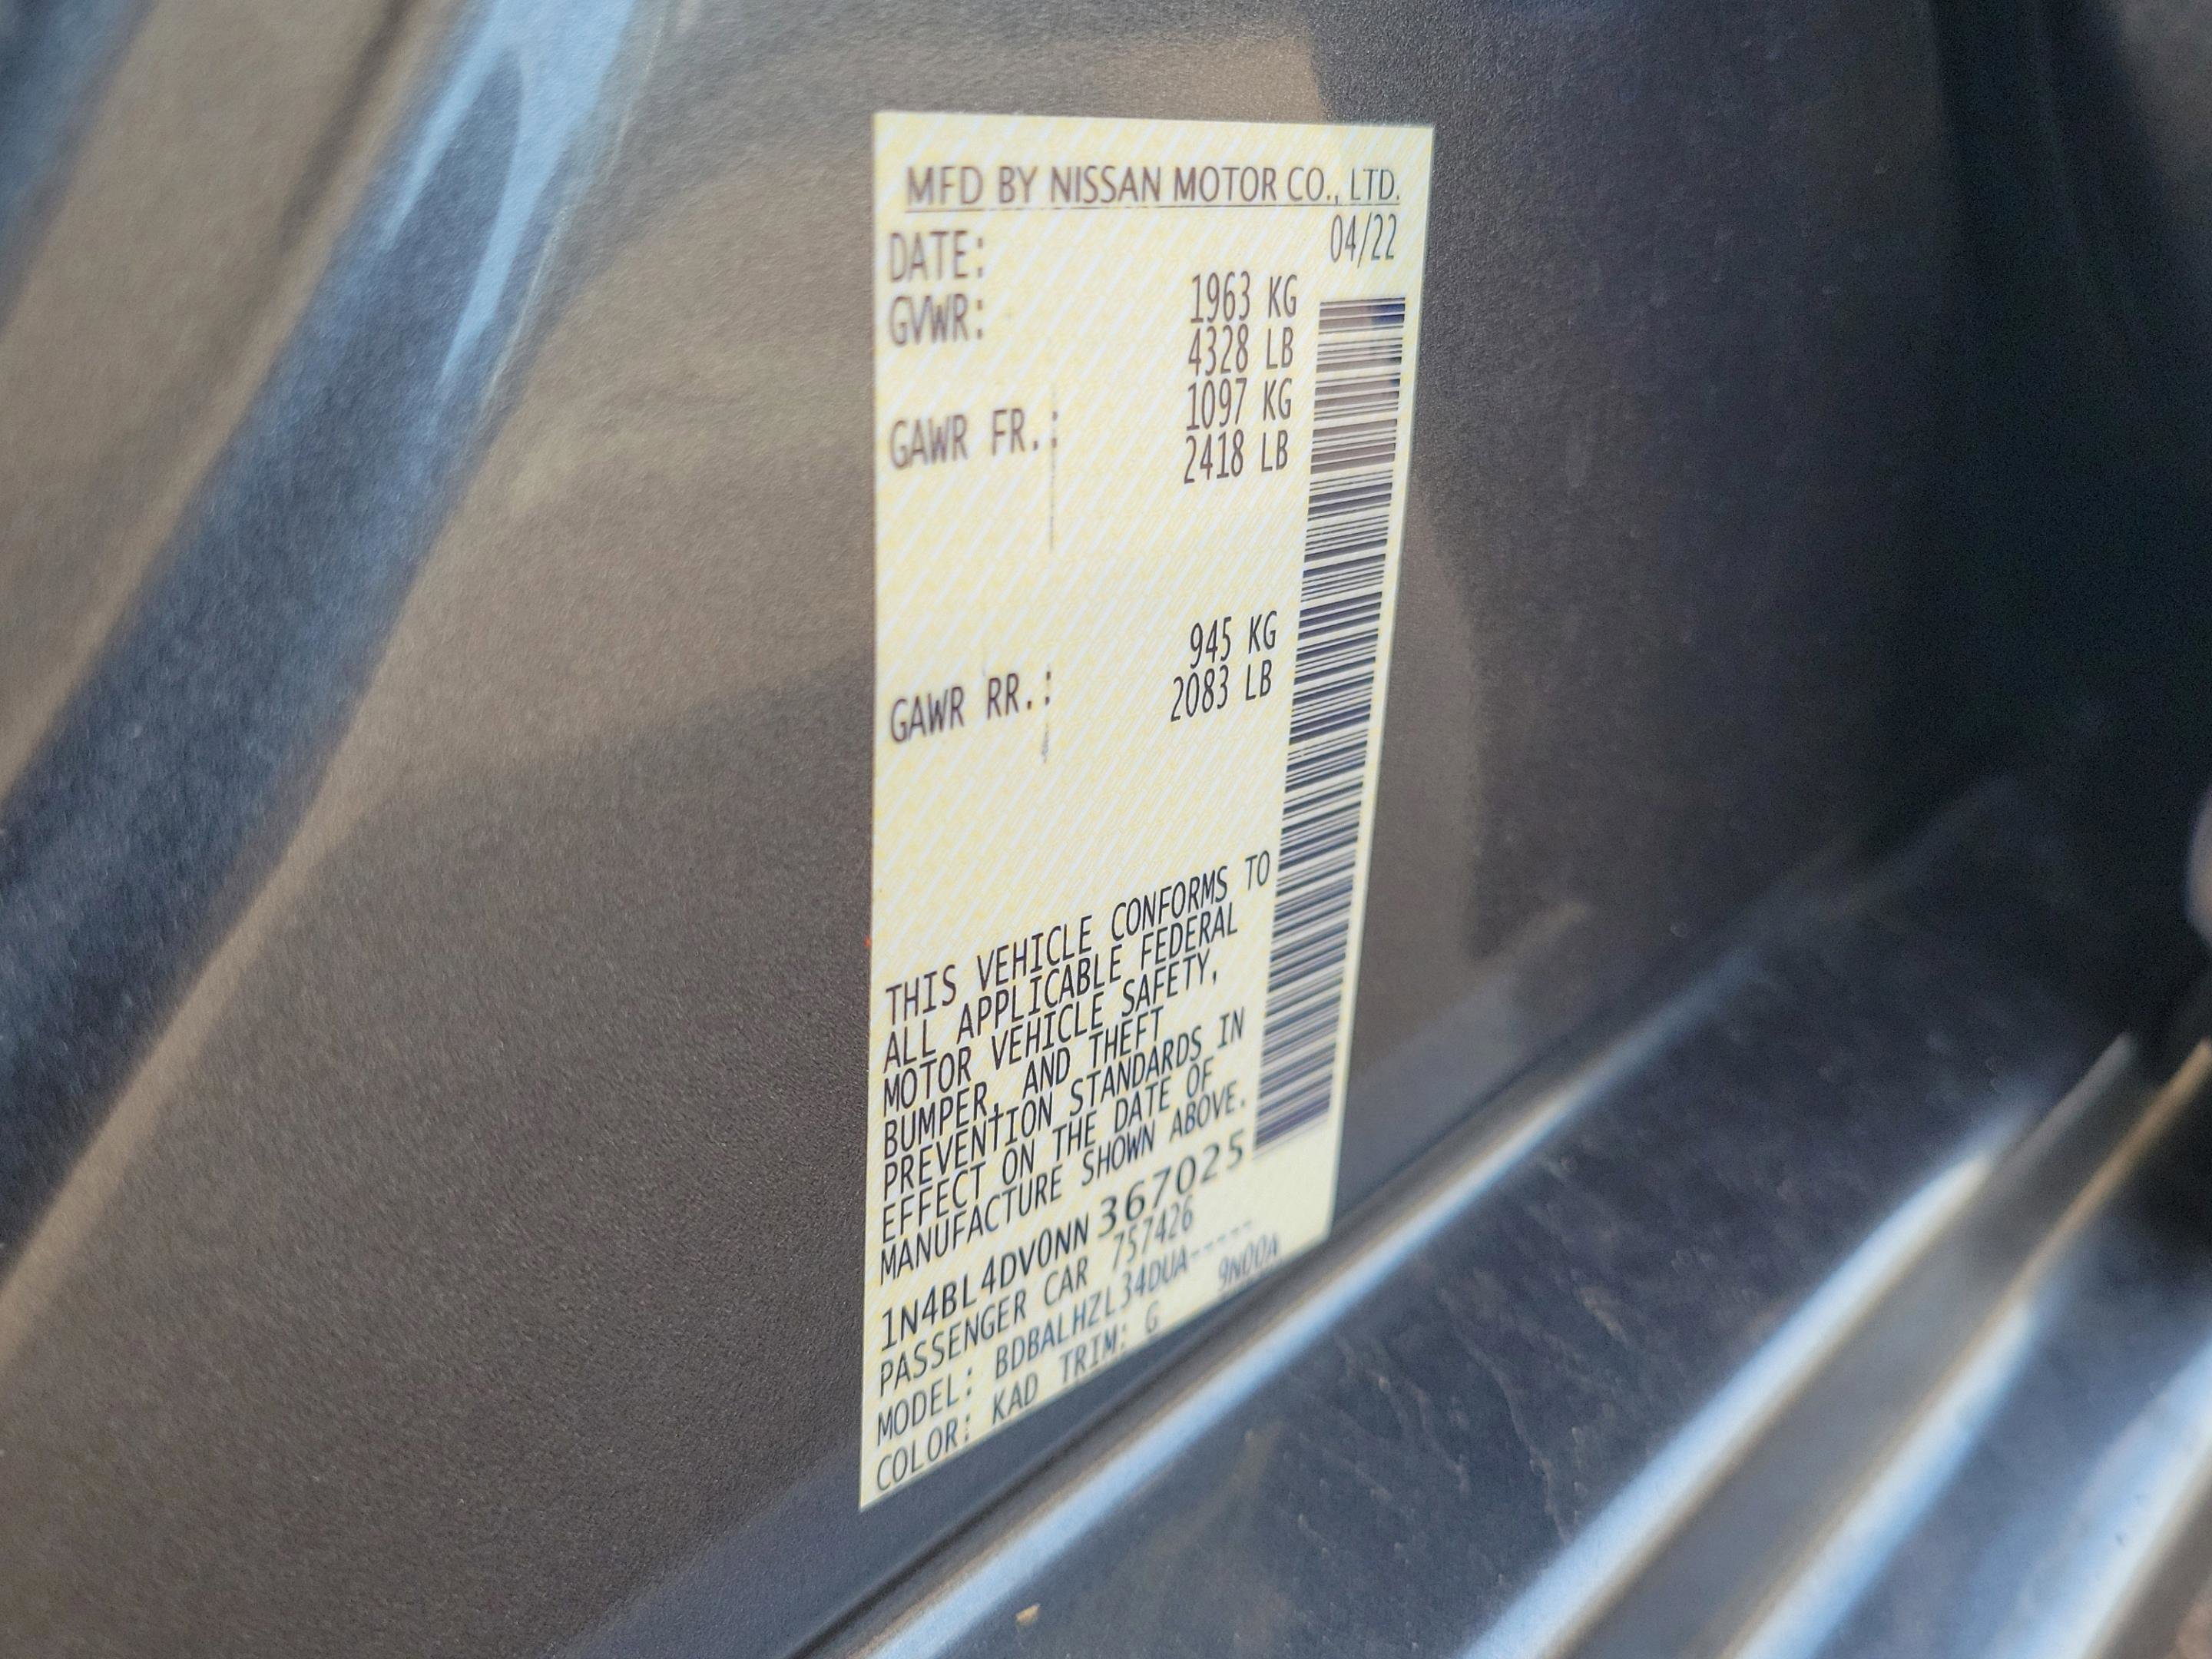 MFD BY NISSAN MOTOR CO., LTD.
DATE: 04/22
GVWR: 1963 KG
4328 LB
GAWR FR.: 1097 KG
2418 LB
GAWR RR.: 945 KG
2083 LB
THIS VEHICLE CONFORMS TO
ALL APPLICABLE FEDERAL
MOTOR VEHICLE SAFETY,
BUMPER, AND THEFT
PREVENTION STANDARDS IN
EFFECT ON THE DATE OF
MANUFACTURE SHOWN ABOVE.
1N4BL4DV0NN367025
PASSENGER CAR 757426
MODEL: BDBALHZL34DUA-----
COLOR: KAD TRIM: G 9N00A